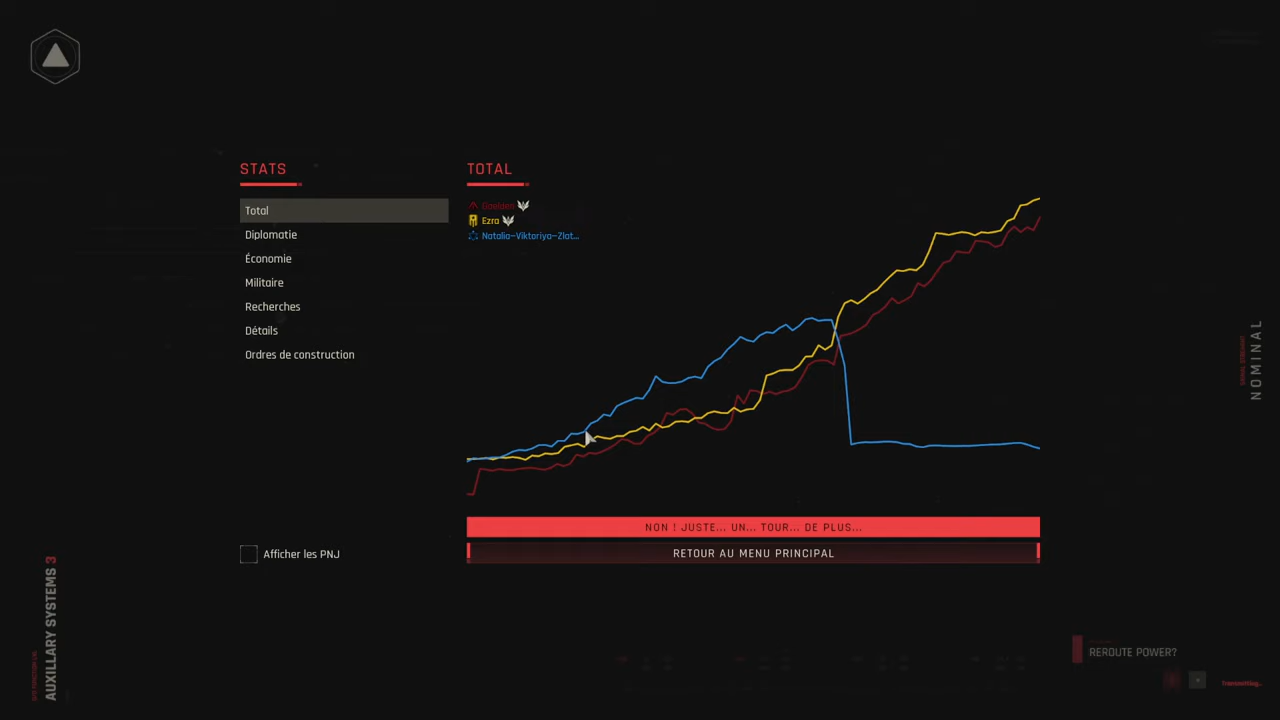 STATS
Total
Diplomatie
Économie
Militaire
Recherches
Détails
Ordres de construction
Afficher les PNJ
TOTAL
Ezra
Natalia-Viktoriya-Zlat...
NON ! JUSTE... UN... TOUR... DE PLUS...
RETOUR AU MENU PRINCIPAL
AUXILLARY SYSTEMS 3
NOMINAL
REROUTE POWER?
Transmitting...